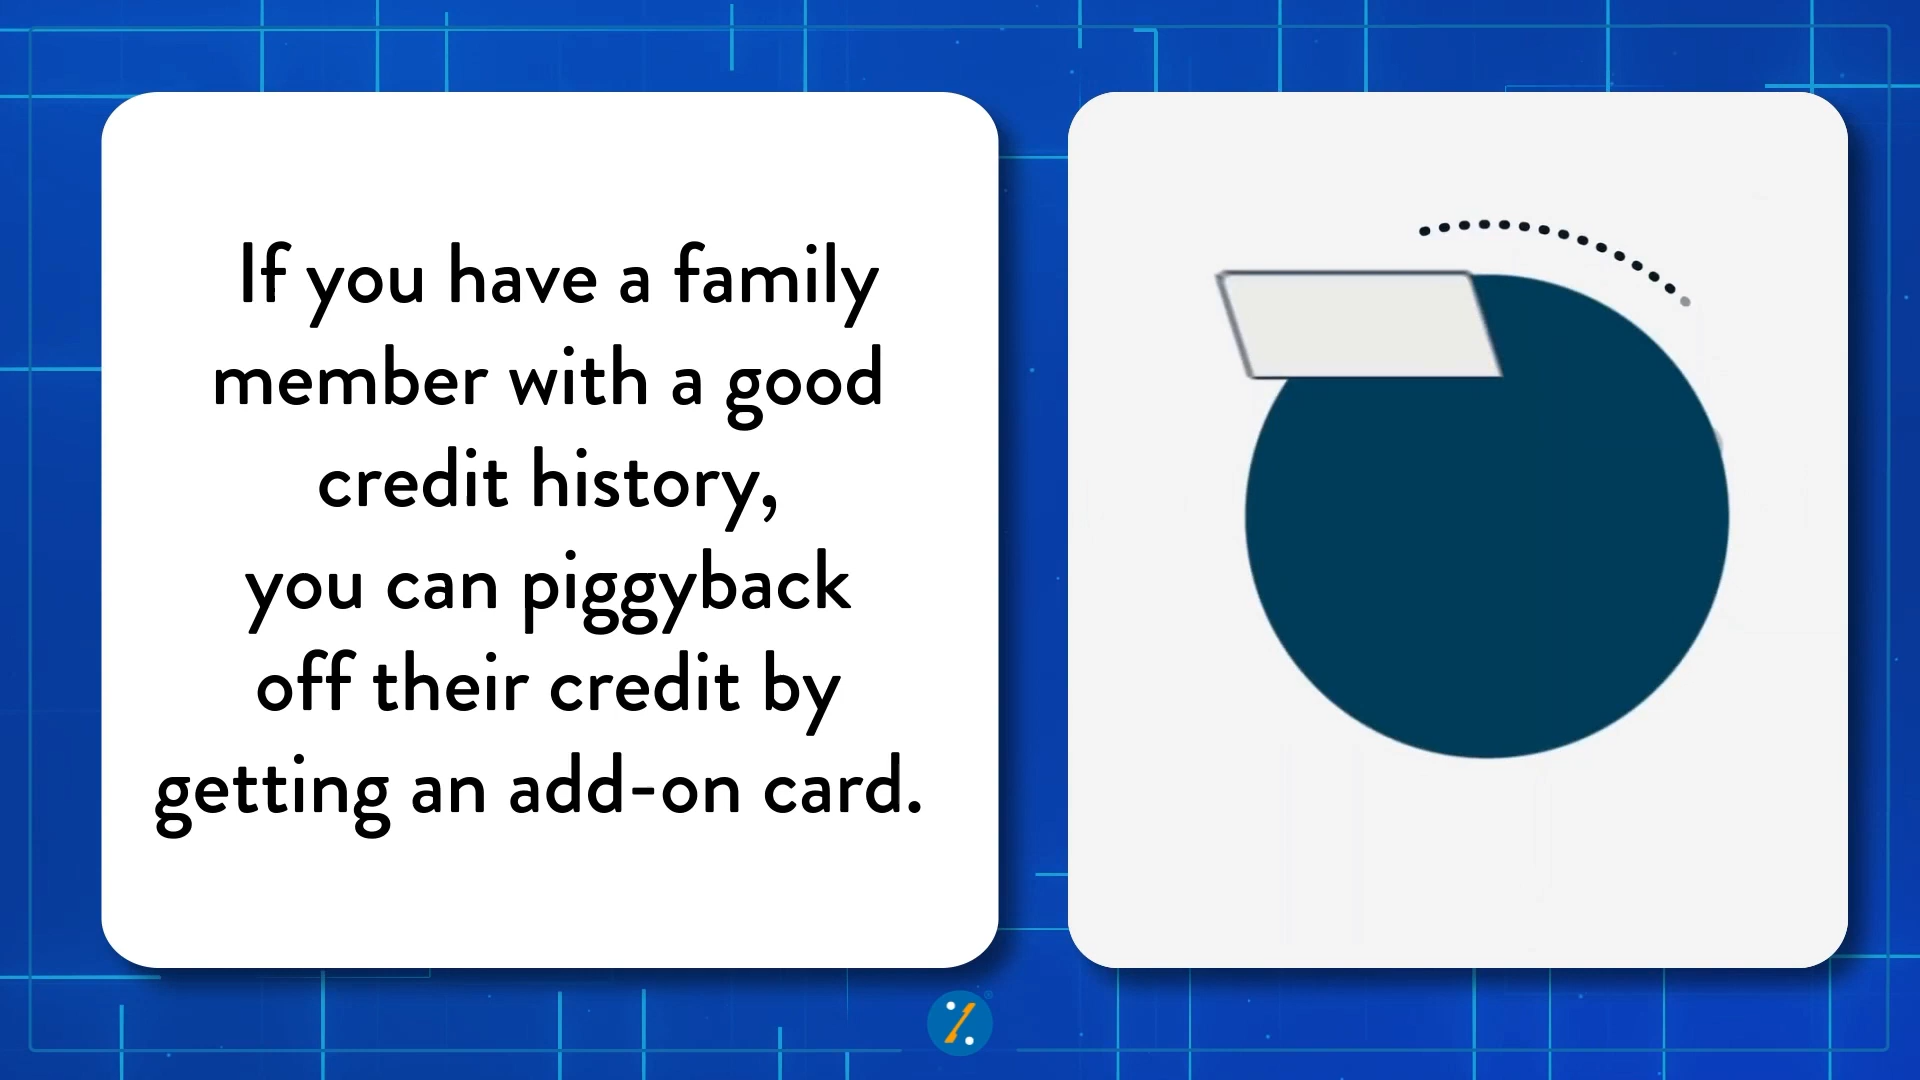 If you have a family
member with a good
credit history,
you can piggyback
off their credit by
getting an add-on card.